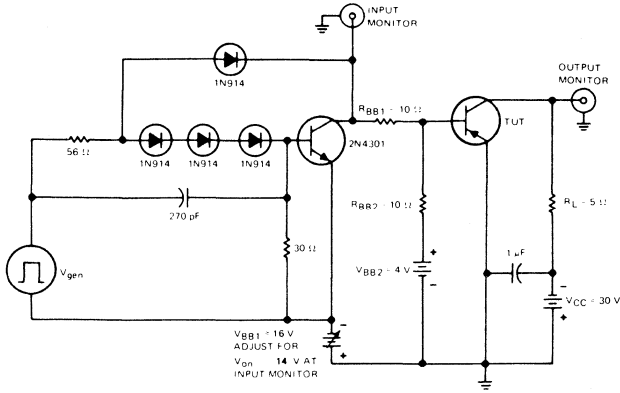 INPUT
MONITOR
1N914
OUTPUT
MONITOR
RBB1 = 10 Ω
TUT
56 Ω
1N914
1N914
1N914
2N4301
270 pF
RBB2 = 10 Ω
RL = 5 Ω
30 Ω
Vgen
1 µF
VBB2 = 4 V
VCC = 30 V
VBB1 = 16 V
ADJUST FOR
Von 14 V AT
INPUT MONITOR
+
−
−
+
−
+